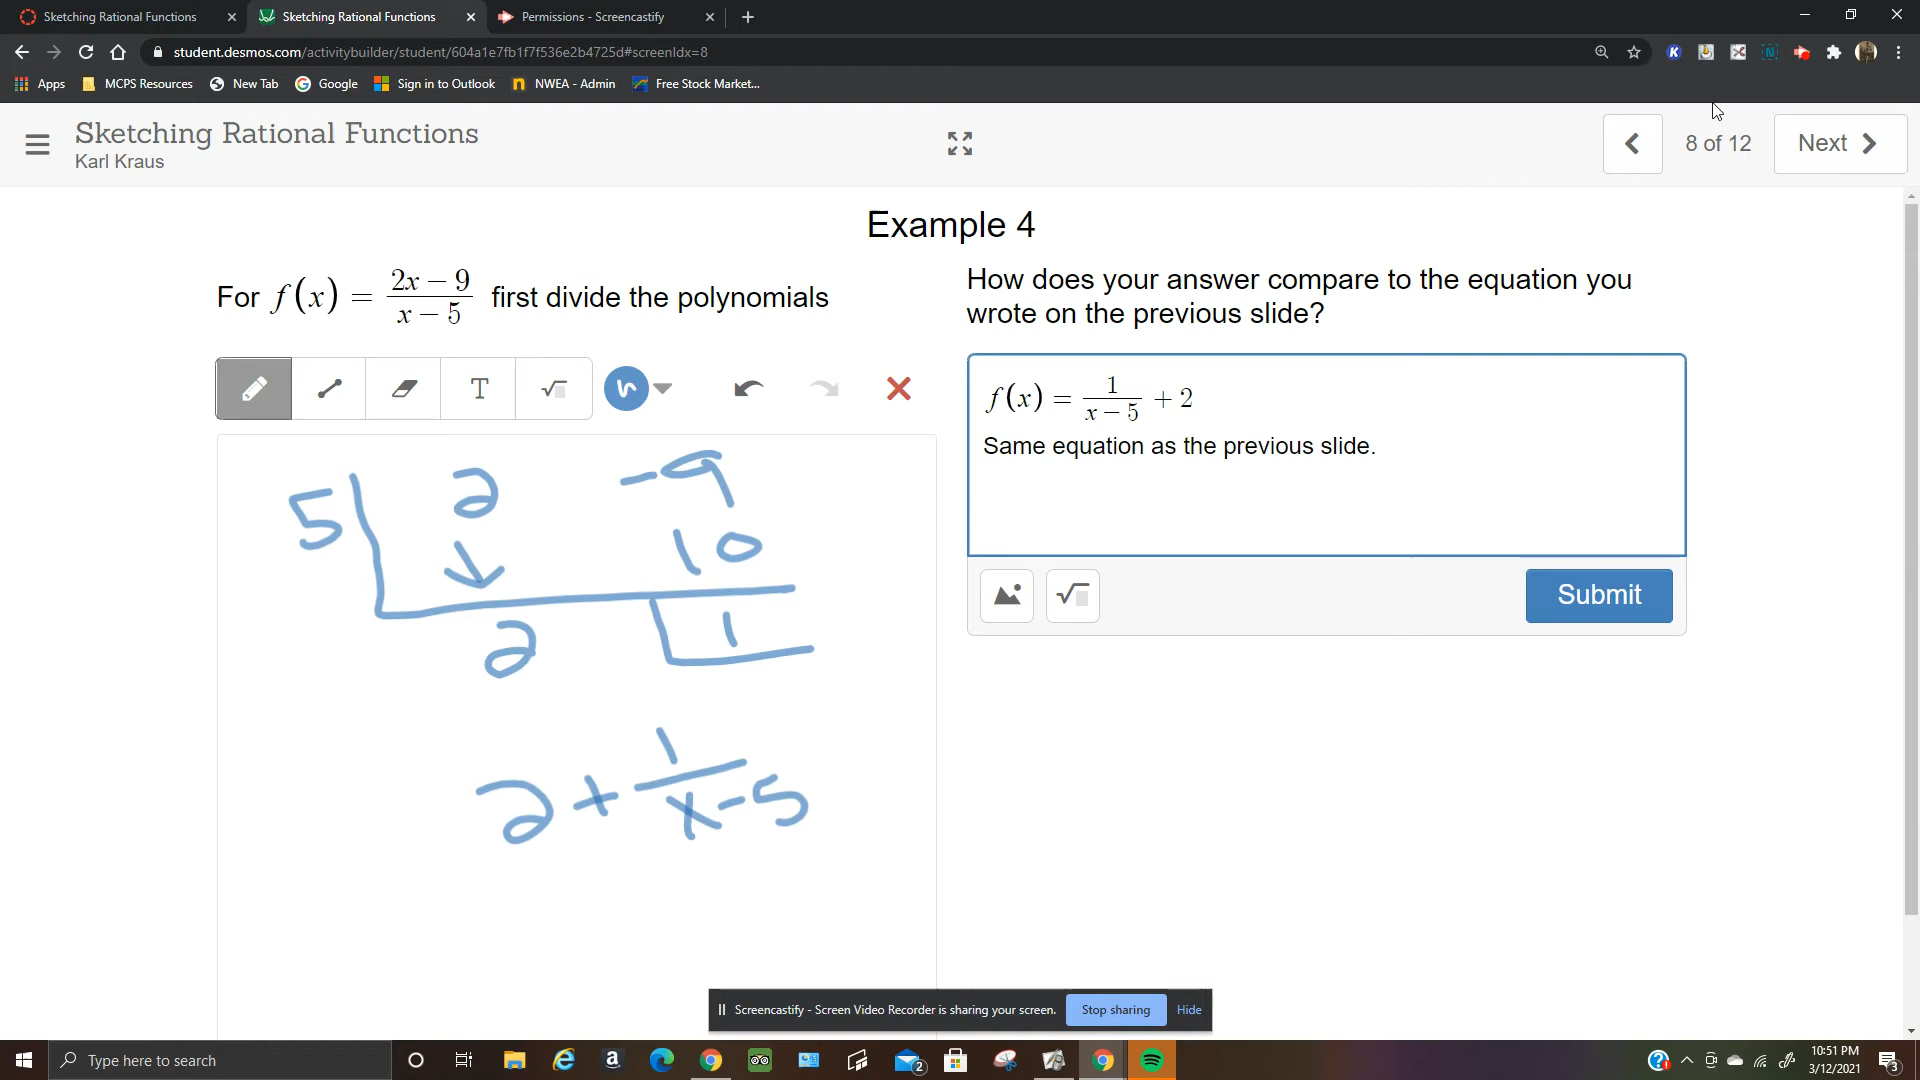 Sketching Rational Functions
Sketching Rational Functions
Permissions - Screencastify
student.desmos.com/activitybuilder/student/604a1e7fb1f7f536e2b4725d#screenIdx=8
Apps MCPS Resources New Tab Google Sign in to Outlook NWEA - Admin Free Stock Market...
Sketching Rational Functions
Karl Kraus
8 of 12
Next
Example 4
For f(x) = (2x − 9)/(x − 5) first divide the polynomials
T
5 2 -9
10
2 1
2 + 1/(x-5)
How does your answer compare to the equation you
wrote on the previous slide?
f(x) = 1/(x − 5) + 2
Same equation as the previous slide.
Submit
Screencastify - Screen Video Recorder is sharing your screen. Stop sharing Hide
Type here to search
2
10:51 PM
3/12/2021
3